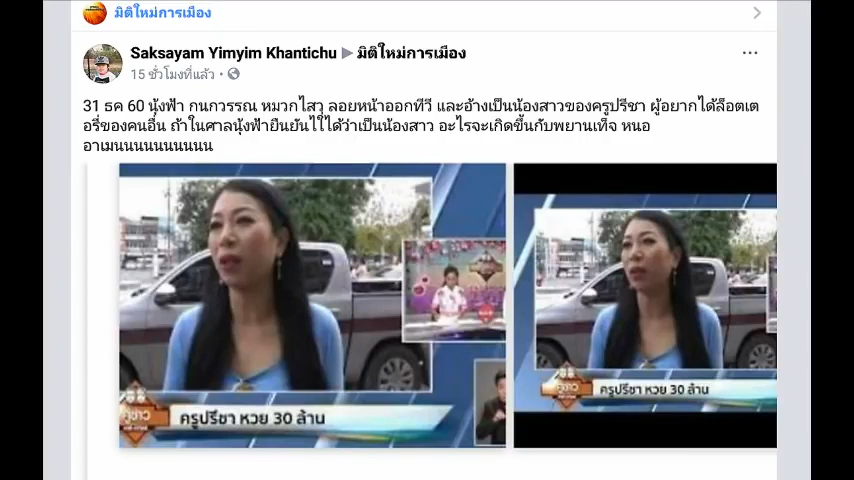 มิติใหม่การเมือง
Saksayam Yimyim Khantichu ▶ มิติใหม่การเมือง
15 ชั่วโมงที่แล้ว ·
31 ธค 60 นุ้งฟ้า กนกวรรณ หมวกไสว ลอยหน้าออกทีวี และอ้างเป็นน้องสาวของครูปรีชา ผู้อยากได้ล็อตเต
อรี่ของคนอื่น ถ้าในศาลนุ้งฟ้ายืนยันไใ้ได้ว่าเป็นน้องสาว อะไรจะเกิดขึ้นกับพยานเท็จ หนอ
อาเมนนนนนนนนนน
คู่ข่าว
ครูปรีชา หวย 30 ล้าน
คู่ข่าว
ครูปรีชา หวย 30 ล้าน